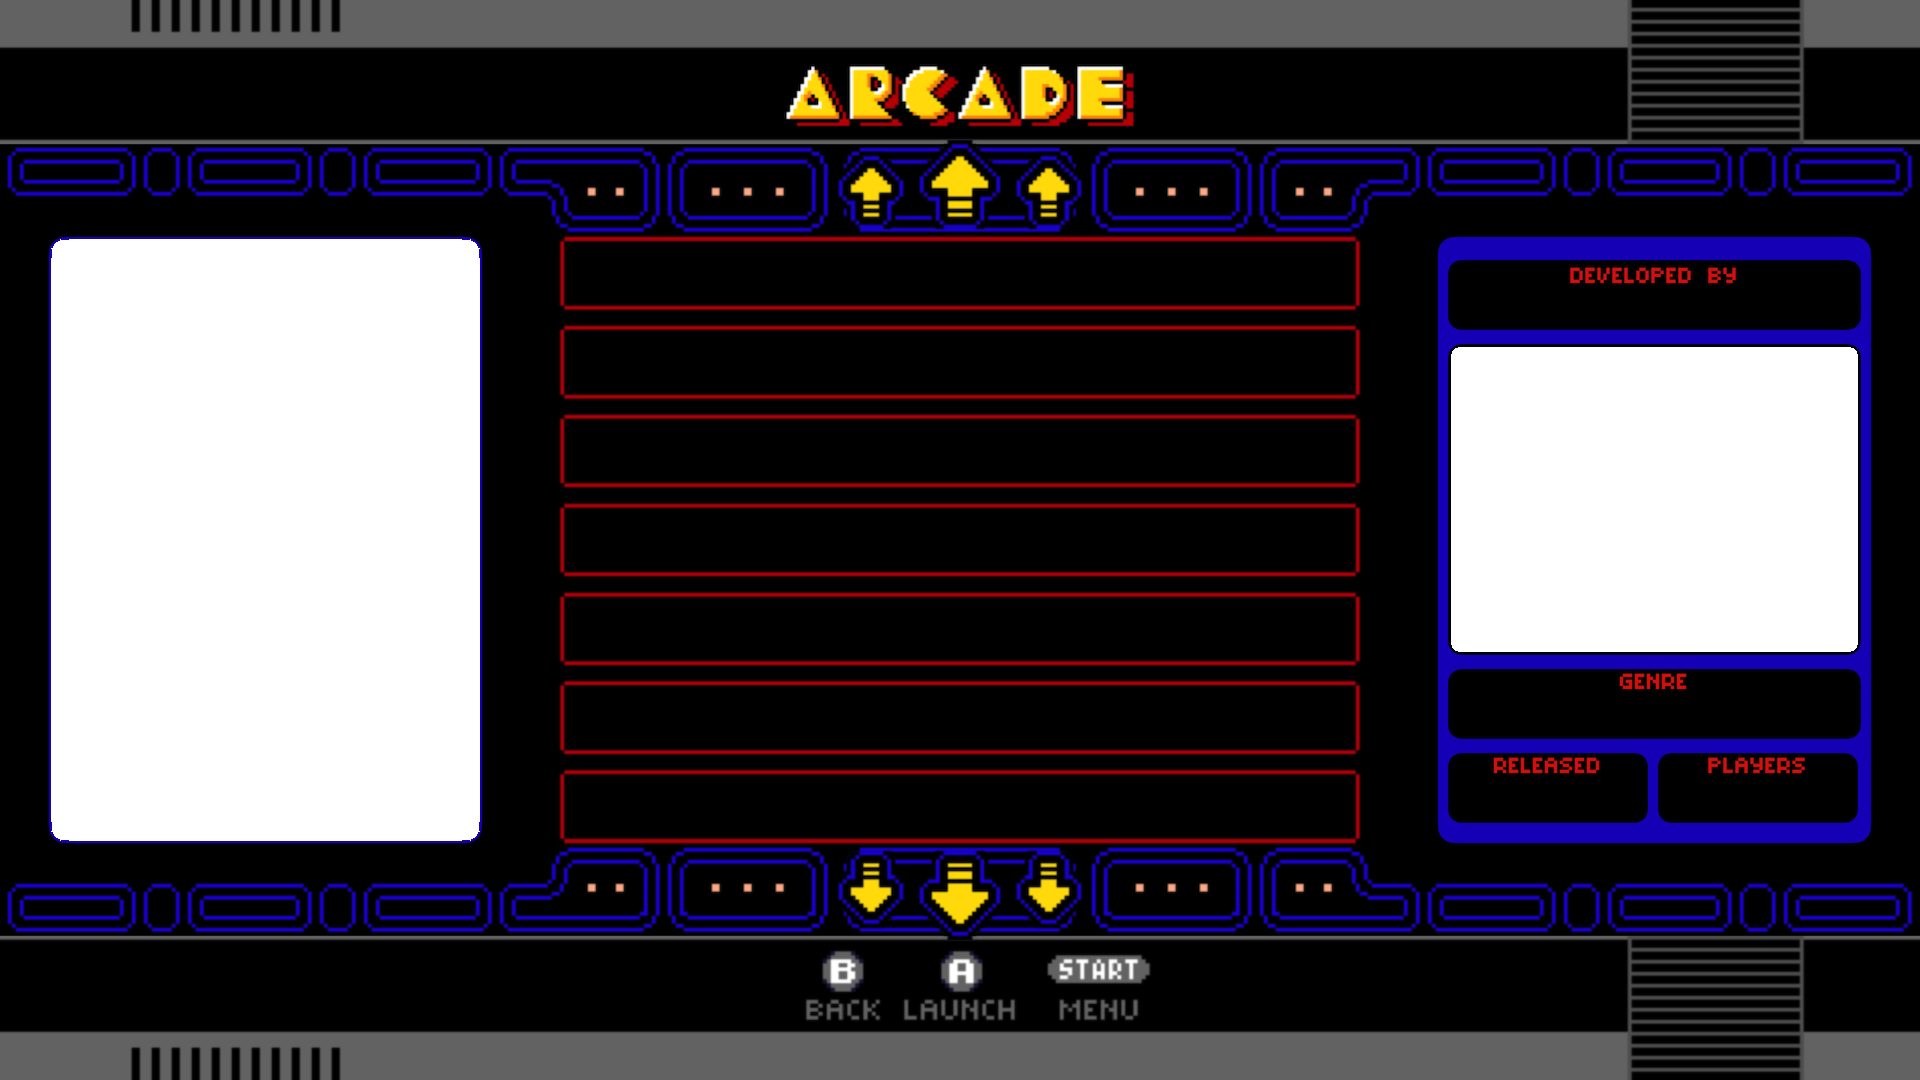 ARCADE
DEVELOPED BY
GENRE
RELEASED PLAYERS
B A START
BACK LAUNCH MENU